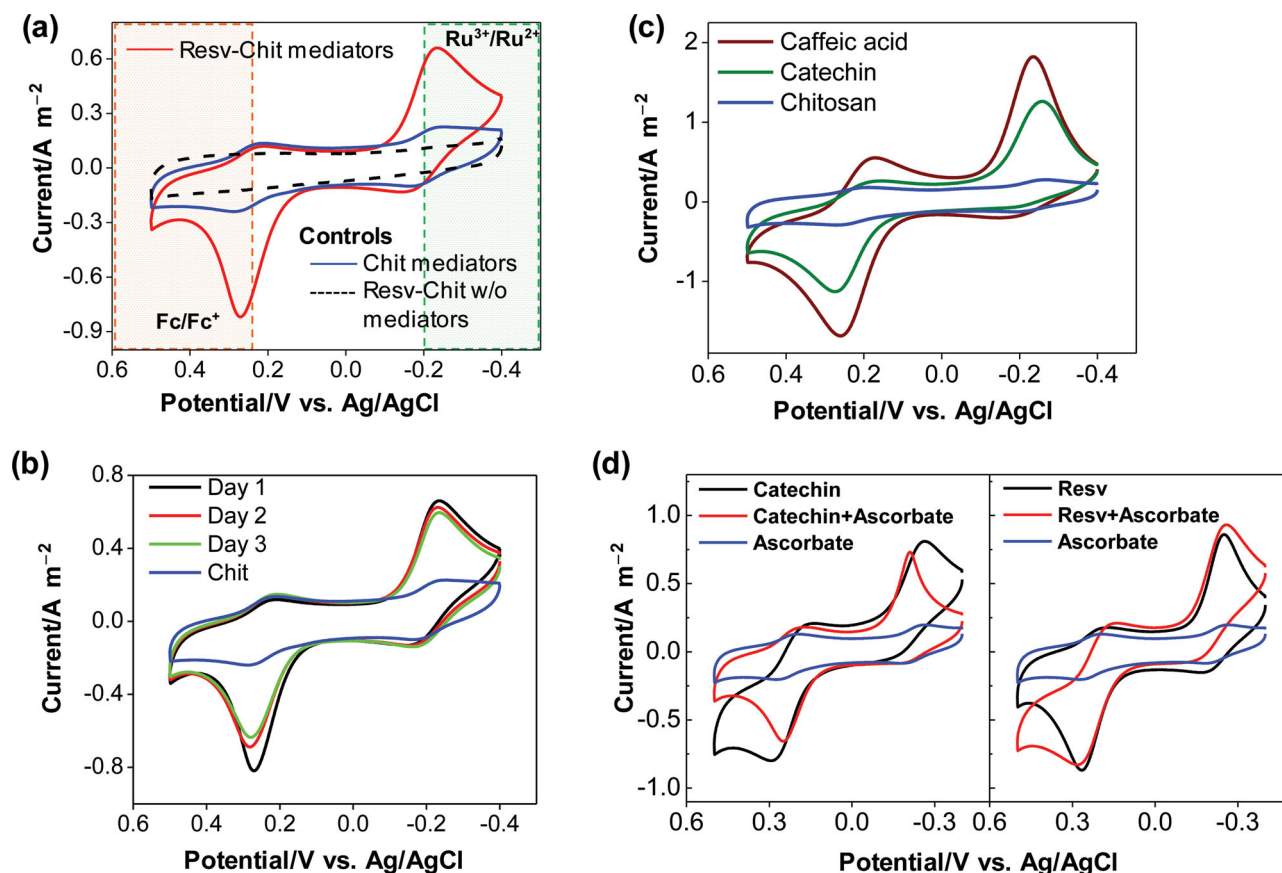 (a)
Resv-Chit mediators
Ru³⁺/Ru²⁺
Fc/Fc⁺
Controls
Chit mediators
Resv-Chit w/o
mediators
0.6
0.3
0.0
-0.3
-0.6
-0.9
Current/A m⁻²
0.6 0.4 0.2 0.0 -0.2 -0.4
Potential/V vs. Ag/AgCl
(c)
Caffeic acid
Catechin
Chitosan
2
1
0
-1
Current/A m⁻²
0.6 0.4 0.2 0.0 -0.2 -0.4
Potential/V vs. Ag/AgCl
(b)
Day 1
Day 2
Day 3
Chit
0.8
0.4
0.0
-0.4
-0.8
Current/A m⁻²
0.6 0.4 0.2 0.0 -0.2 -0.4
Potential/V vs. Ag/AgCl
(d)
Catechin
Catechin+Ascorbate
Ascorbate
Resv
Resv+Ascorbate
Ascorbate
1.0
0.5
0.0
-0.5
-1.0
Current/A m⁻²
0.6 0.3 0.0 -0.3 0.6 0.3 0.0 -0.3
Potential/V vs. Ag/AgCl